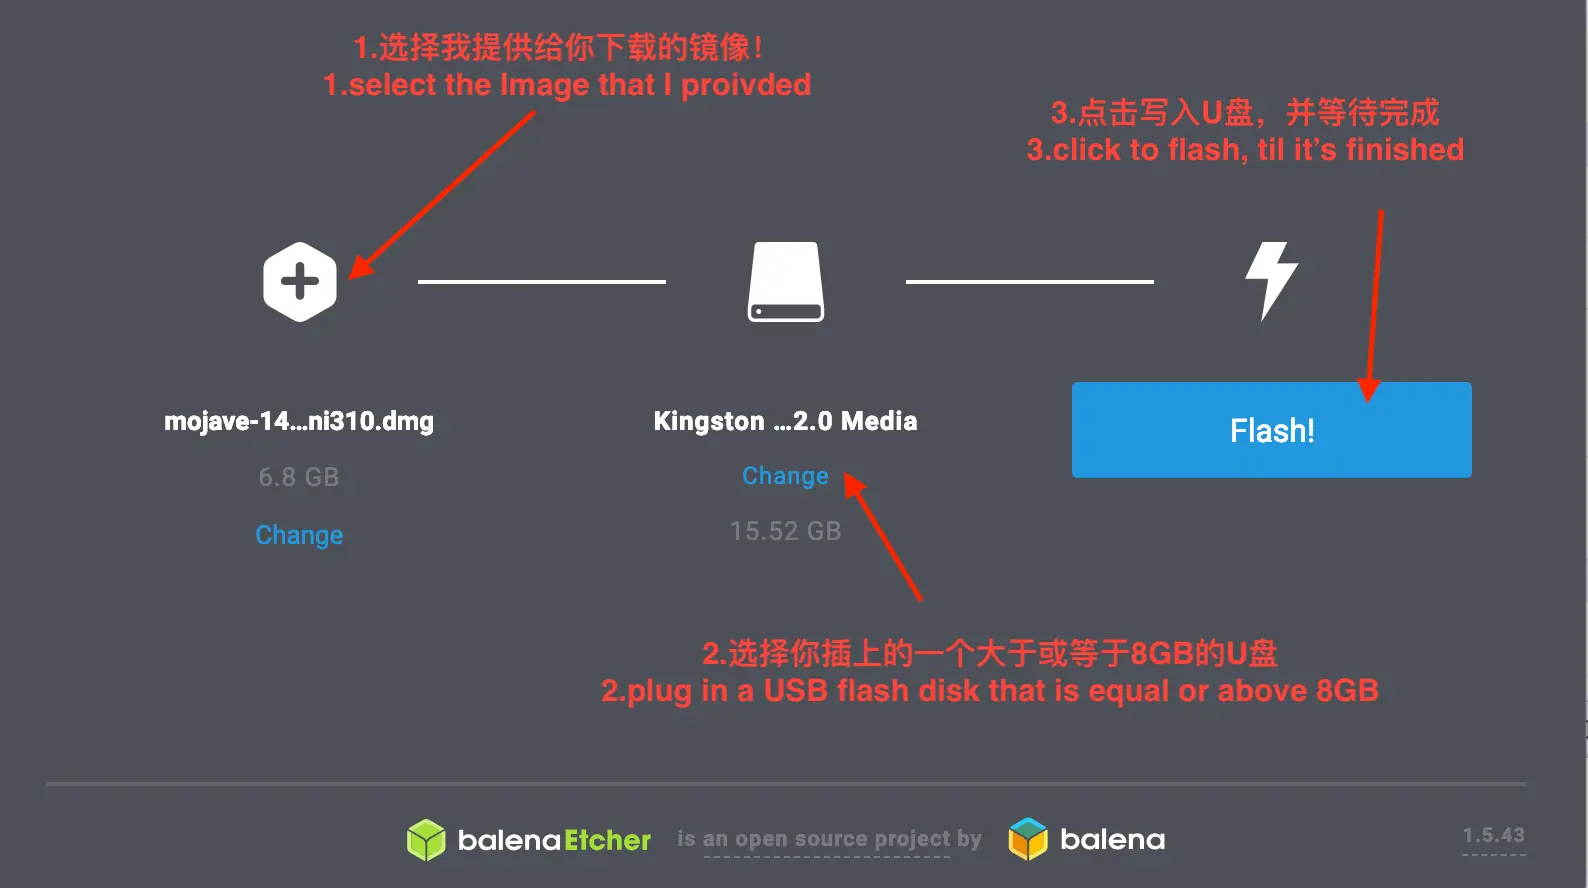 1.选择我提供给你下载的镜像！
1.select the Image that I proivded
3.点击写入U盘，并等待完成
3.click to flash, til it’s finished
mojave-14...ni310.dmg
6.8 GB
Change
Kingston ...2.0 Media
Change
15.52 GB
Flash!
2.选择你插上的一个大于或等于8GB的U盘
2.plug in a USB flash disk that is equal or above 8GB
balenaEtcher is an open source project by balena
1.5.43